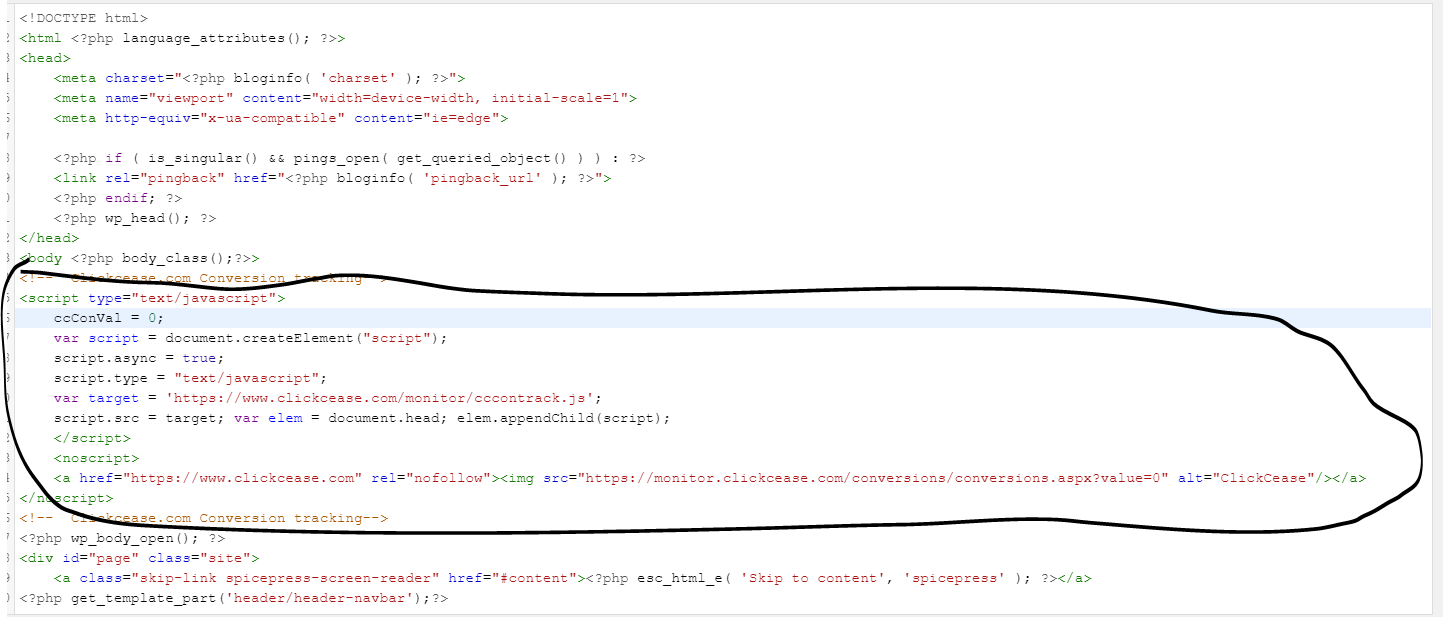 <!DOCTYPE html>
<html <?php language_attributes(); ?>>
<head>
<meta charset="<?php bloginfo( 'charset' ); ?>">
<meta name="viewport" content="width=device-width, initial-scale=1">
<meta http-equiv="x-ua-compatible" content="ie=edge">
<?php if ( is_singular() && pings_open( get_queried_object() ) ) : ?>
<link rel="pingback" href="<?php bloginfo( 'pingback_url' ); ?>">
<?php endif; ?>
<?php wp_head(); ?>
</head>
<body <?php body_class();?>>
<!-- Clickcease.com Conversion tracking-->
<script type="text/javascript">
ccConVal = 0;
var script = document.createElement("script");
script.async = true;
script.type = "text/javascript";
var target = 'https://www.clickcease.com/monitor/cccontrack.js';
script.src = target; var elem = document.head; elem.appendChild(script);
</script>
<noscript>
<a href="https://www.clickcease.com" rel="nofollow"><img src="https://monitor.clickcease.com/conversions/conversions.aspx?value=0" alt="ClickCease"/></a>
</noscript>
<!-- Clickcease.com Conversion tracking-->
<?php wp_body_open(); ?>
<div id="page" class="site">
<a class="skip-link spicepress-screen-reader" href="#content"><?php esc_html_e( 'Skip to content', 'spicepress' ); ?></a>
<?php get_template_part('header/header-navbar');?>